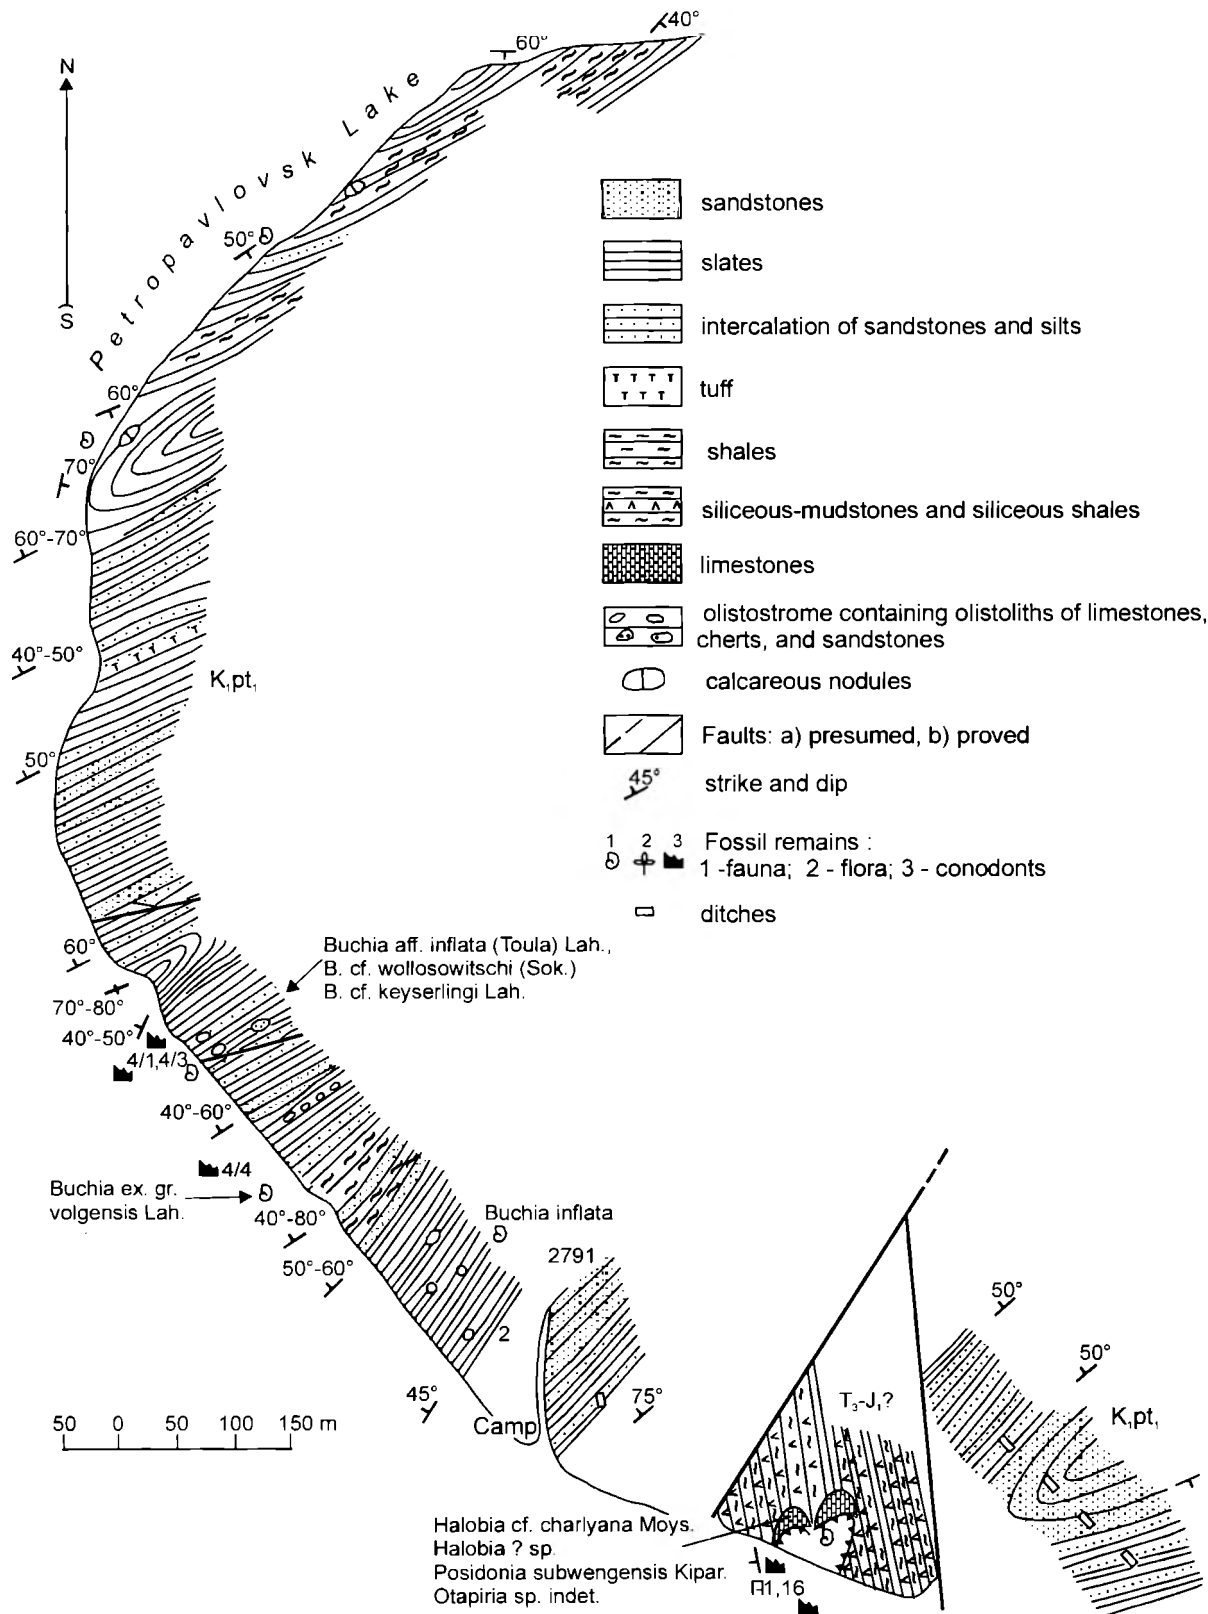 40°
60°
N
Petropavlovsk Lake
S
50°
60°
70°
60°-70°
40°-50°
K₁pt₁
50°
60°
70°-80°
40°-50°
4/1,4/3
40°-60°
4/4
40°-80°
50°-60°
sandstones
slates
intercalation of sandstones and silts
T T T T
T T T
tuff
shales
siliceous-mudstones and siliceous shales
limestones
olistostrome containing olistoliths of limestones,
cherts, and sandstones
calcareous nodules
Faults: a) presumed, b) proved
45°
strike and dip
1 2 3
Fossil remains :
1 -fauna; 2 - flora; 3 - conodonts
ditches
Buchia aff. inflata (Toula) Lah.,
B. cf. wollosowitschi (Sok.)
B. cf. keyserlingi Lah.
Buchia ex. gr.
volgensis Lah.
Buchia inflata
2791
2
45°
Camp
75°
50 0 50 100 150 m
T₃-J₁?
50°
50°
K₁pt₁
Halobia cf. charlyana Moys.
Halobia ? sp.
Posidonia subwengensis Kipar.
Otapiria sp. indet.
П1,16